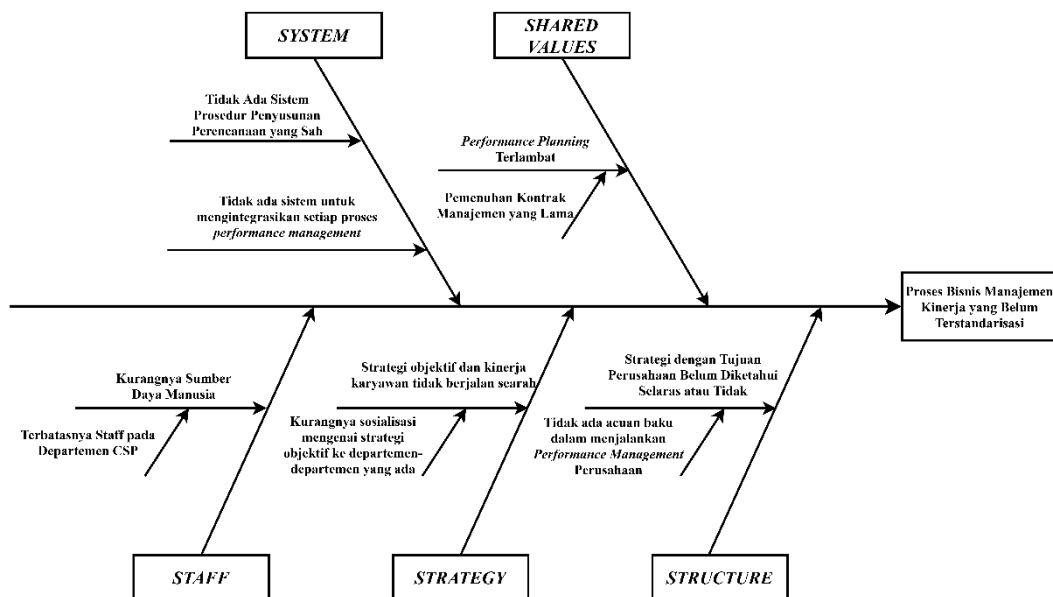 SYSTEM
SHARED
VALUES
Tidak Ada Sistem
Prosedur Penyusunan
Perencanaan yang Sah
Performance Planning
Terlambat
Pemenuhan Kontrak
Manajemen yang Lama
Tidak ada sistem untuk
mengintegrasikan setiap proses
performance management
Proses Bisnis Manajemen
Kinerja yang Belum
Terstandarisasi
Kurangnya Sumber
Daya Manusia
Terbatasnya Staff pada
Departemen CSP
Strategi objektif dan kinerja
karyawan tidak berjalan searah
Kurangnya sosialisasi
mengenai strategi
objektif ke departemen-
departemen yang ada
Strategi dengan Tujuan
Perusahaan Belum Diketahui
Selaras atau Tidak
Tidak ada acuan baku
dalam menjalankan
Performance Management
Perusahaan
STAFF
STRATEGY
STRUCTURE